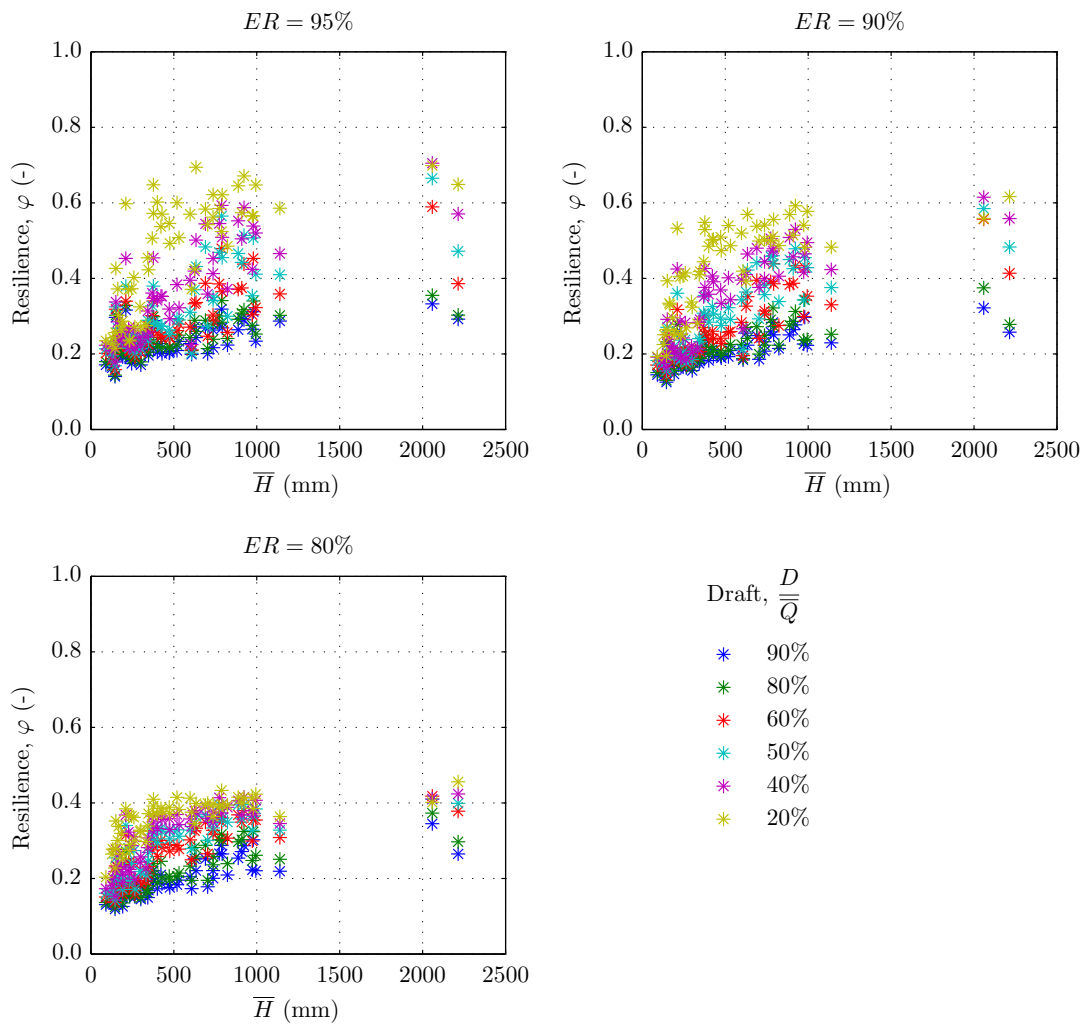 ER = 95%
1.0
0.8
0.6
0.4
0.2
0.0
Resilience, φ (-)
0 500 1000 1500 2000 2500
H̅ (mm)
ER = 90%
1.0
0.8
0.6
0.4
0.2
0.0
Resilience, φ (-)
0 500 1000 1500 2000 2500
H̅ (mm)
ER = 80%
1.0
0.8
0.6
0.4
0.2
0.0
Resilience, φ (-)
0 500 1000 1500 2000 2500
H̅ (mm)
Draft, D/Q̅
90%
80%
60%
50%
40%
20%